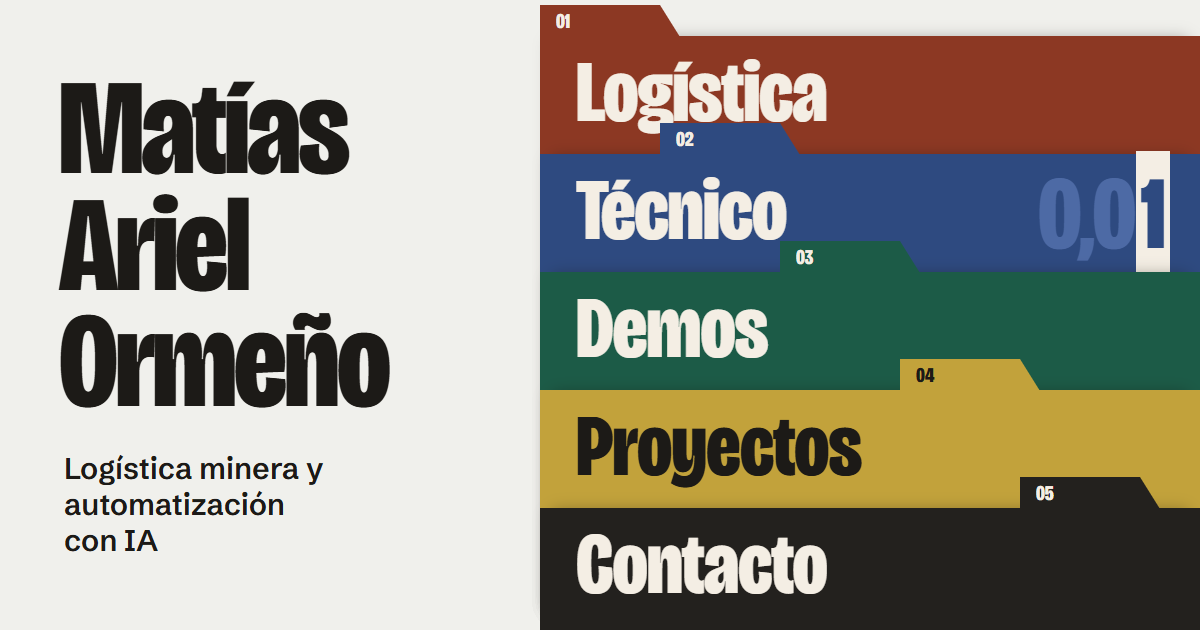 Matías
Ariel
Ormeño
Logística minera y
automatización
con IA
01
Logística
02
Técnico
0,01
03
Demos
04
Proyectos
05
Contacto